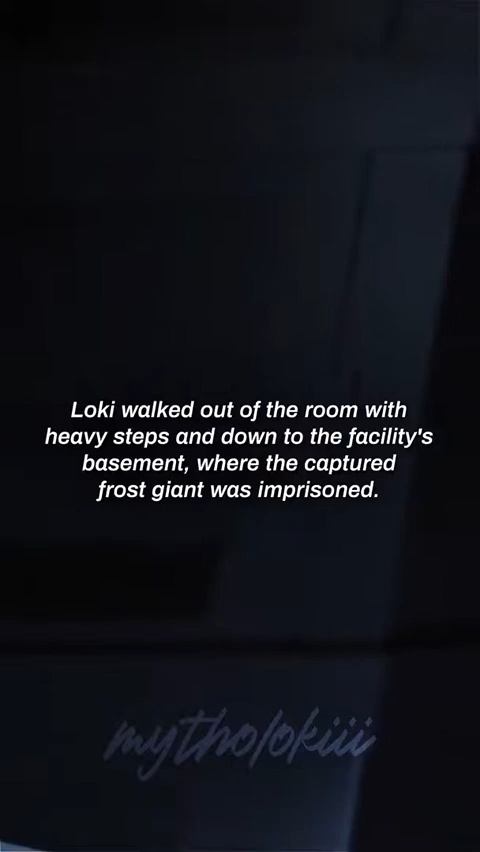 Loki walked out of the room with
heavy steps and down to the facility's
basement, where the captured
frost giant was imprisoned.
mytholokiii